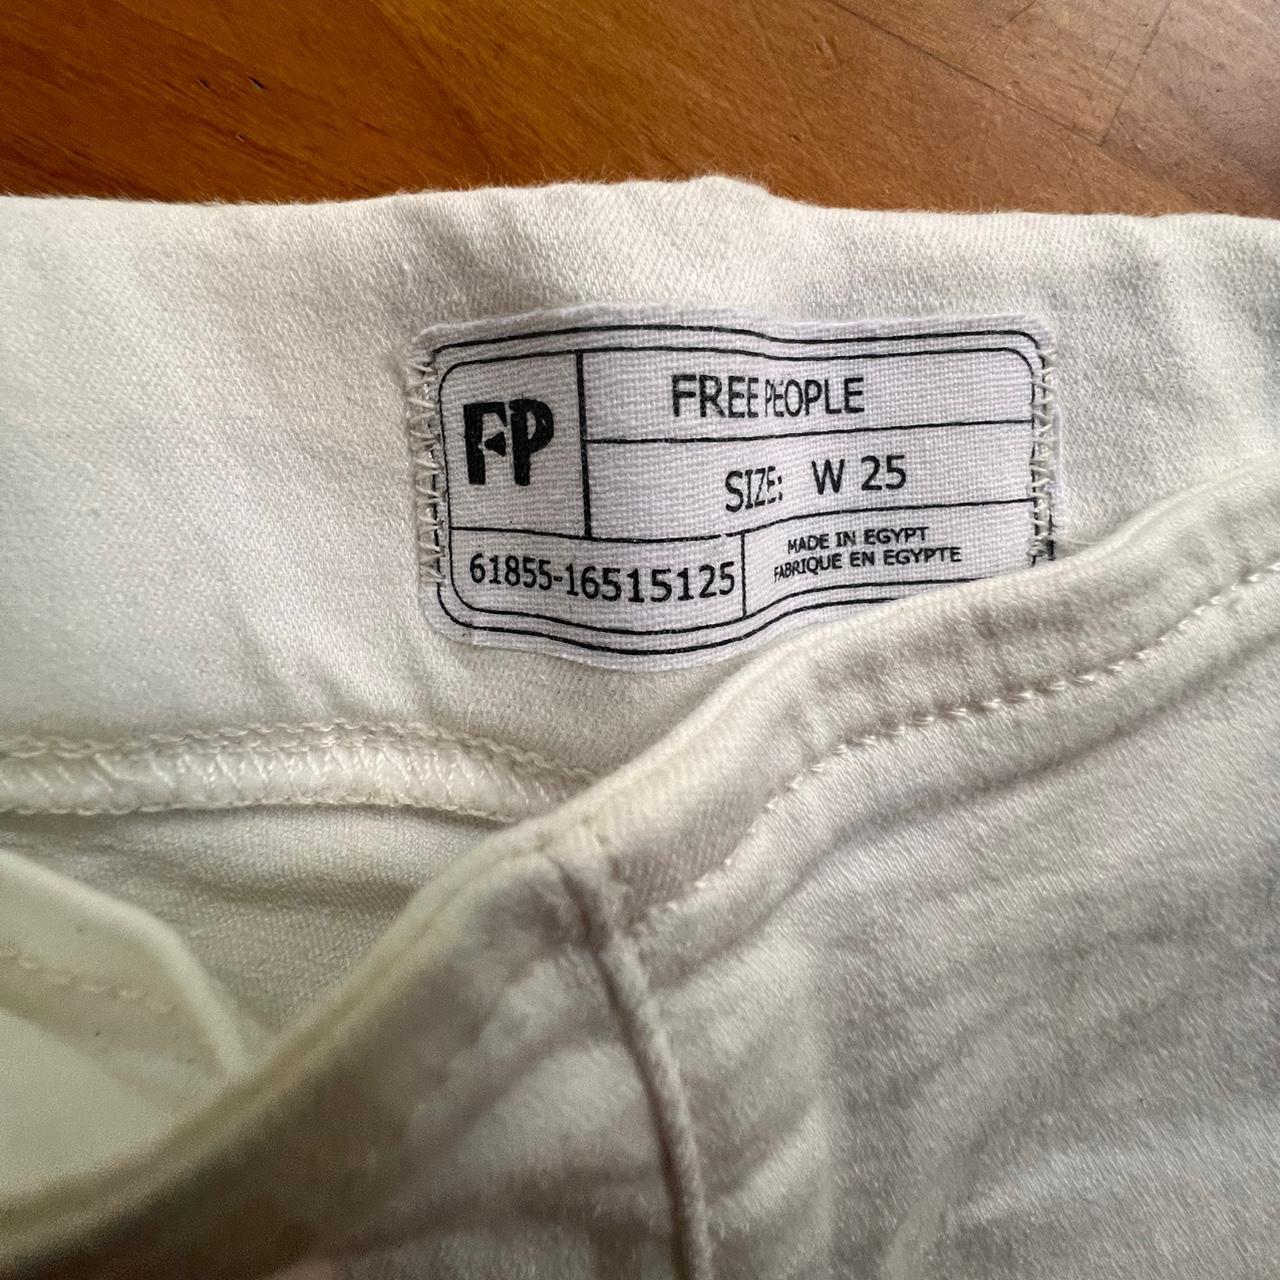 FP
FREE PEOPLE
SIZE: W 25
61855-16515125
MADE IN EGYPT
FABRIQUE EN EGYPTE